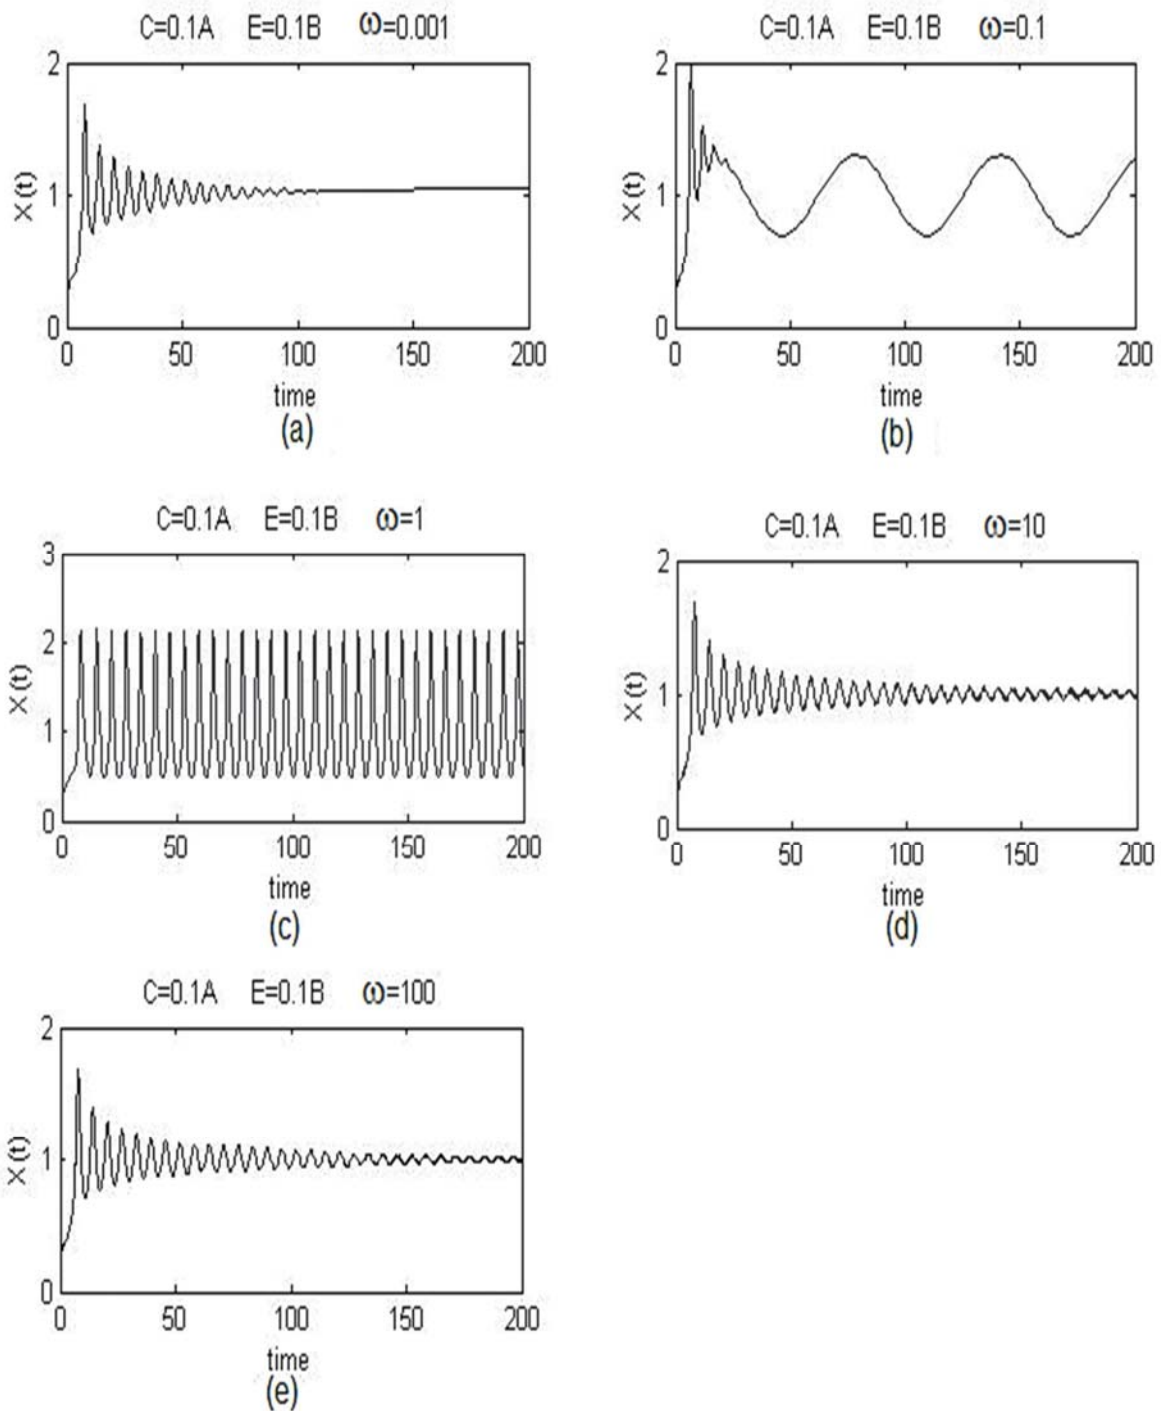 C=0.1A E=0.1B ω=0.001
2
1
0
X(t)
0 50 100 150 200
time
(a)
C=0.1A E=0.1B ω=0.1
2
1
0
X(t)
0 50 100 150 200
time
(b)
C=0.1A E=0.1B ω=1
3
2
1
0
X(t)
0 50 100 150 200
time
(c)
C=0.1A E=0.1B ω=10
2
1
0
X(t)
0 50 100 150 200
time
(d)
C=0.1A E=0.1B ω=100
2
1
0
X(t)
0 50 100 150 200
time
(e)